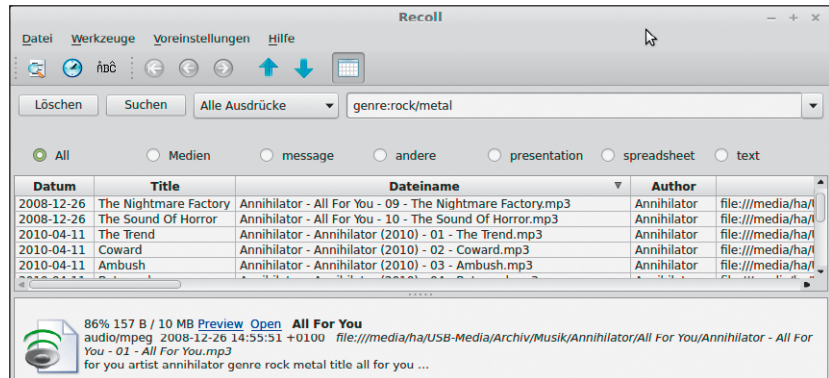 Recoll
Datei Werkzeuge Voreinstellungen Hilfe
ÄBĈ
Löschen Suchen Alle Ausdrücke genre:rock/metal
All Medien message andere presentation spreadsheet text
Datum Title Dateiname Author
2008-12-26 The Nightmare Factory Annihilator - All For You - 09 - The Nightmare Factory.mp3 Annihilator file:///media/ha/
2008-12-26 The Sound Of Horror Annihilator - All For You - 10 - The Sound Of Horror.mp3 Annihilator file:///media/ha/
2010-04-11 The Trend Annihilator - Annihilator (2010) - 01 - The Trend.mp3 Annihilator file:///media/ha/
2010-04-11 Coward Annihilator - Annihilator (2010) - 02 - Coward.mp3 Annihilator file:///media/ha/
2010-04-11 Ambush Annihilator - Annihilator (2010) - 03 - Ambush.mp3 Annihilator file:///media/ha/
86% 157 B / 10 MB Preview Open All For You
audio/mpeg 2008-12-26 14:55:51 +0100 file:///media/ha/USB-Media/Archiv/Musik/Annihilator/All For You/Annihilator - All For
You - 01 - All For You.mp3
for you artist annihilator genre rock metal title all for you ...